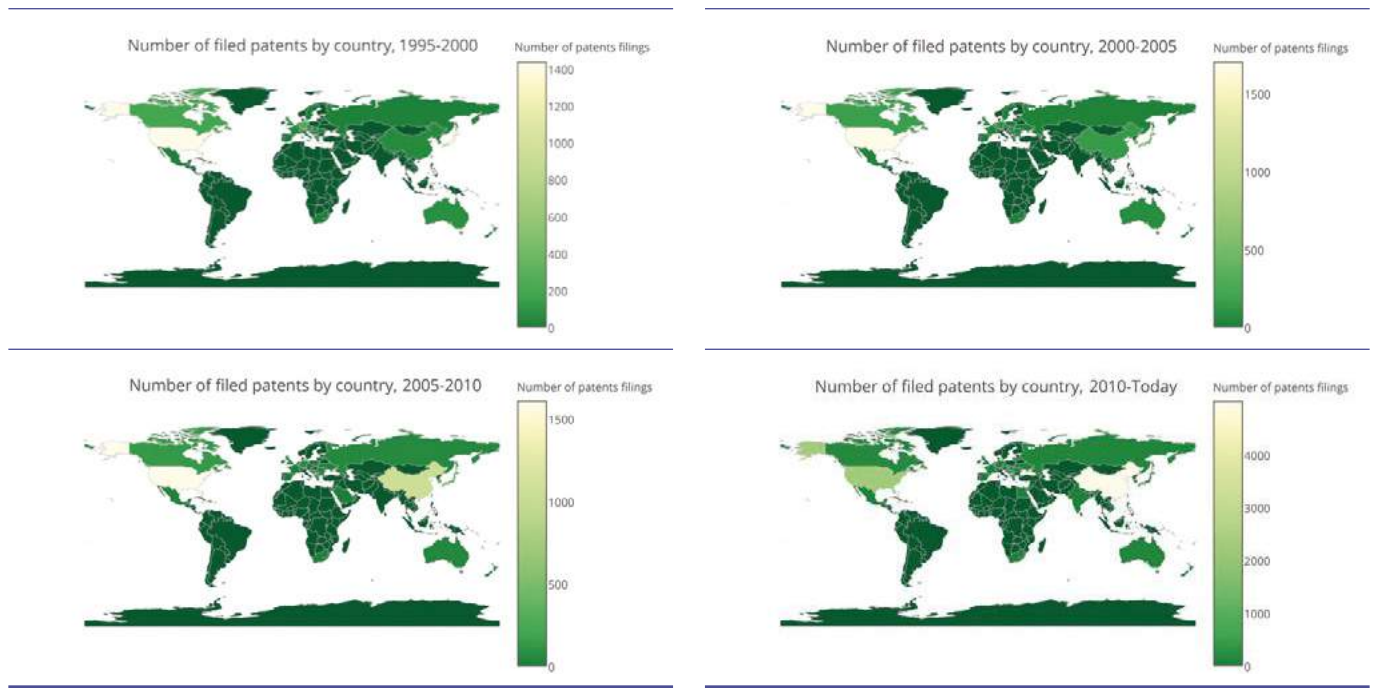 Number of filed patents by country, 1995-2000
Number of patents filings
1400
1200
1000
800
600
400
200
0
Number of filed patents by country, 2000-2005
Number of patents filings
1500
1000
500
0
Number of filed patents by country, 2005-2010
Number of patents filings
1500
1000
500
0
Number of filed patents by country, 2010-Today
Number of patents filings
4000
3000
2000
1000
0